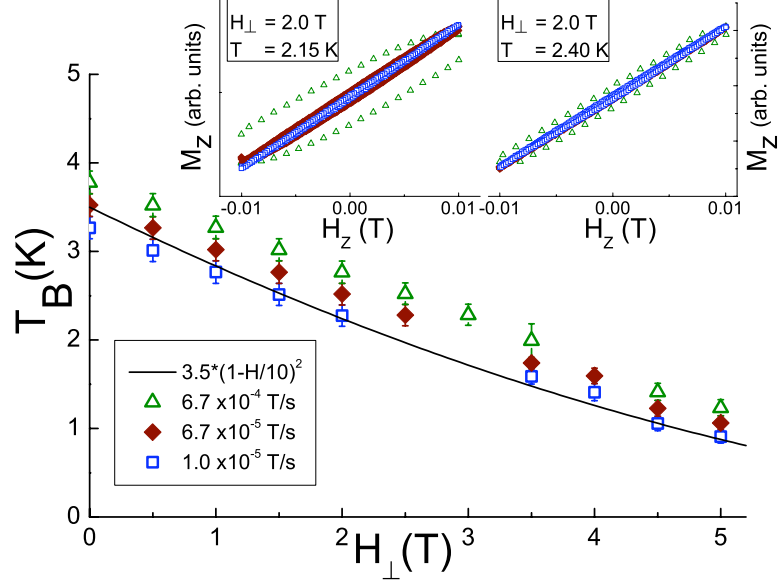 H⊥ = 2.0 T
T = 2.15 K
M_Z (arb. units)
-0.01 0.00 0.01
H_Z (T)
H⊥ = 2.0 T
T = 2.40 K
M_Z (arb. units)
-0.01 0.00 0.01
H_Z (T)
5
4
3
2
1
0
T_B(K)
3.5*(1-H/10)²
6.7 x10⁻⁴ T/s
6.7 x10⁻⁵ T/s
1.0 x10⁻⁵ T/s
0 1 2 3 4 5
H⊥(T)